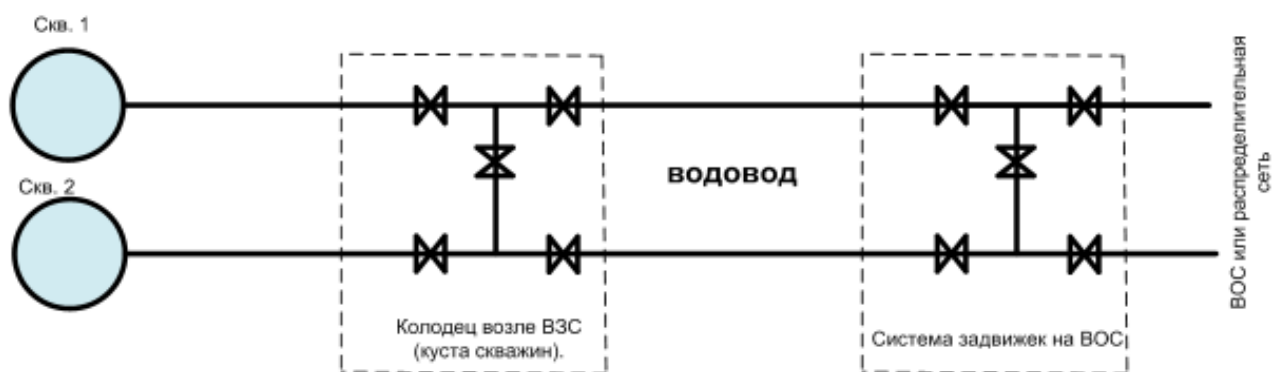 Скв. 1
Скв. 2
водовод
Колодец возле ВЗС
(куста скважин).
Система задвижек на ВОС
ВОС или распределительная
сеть